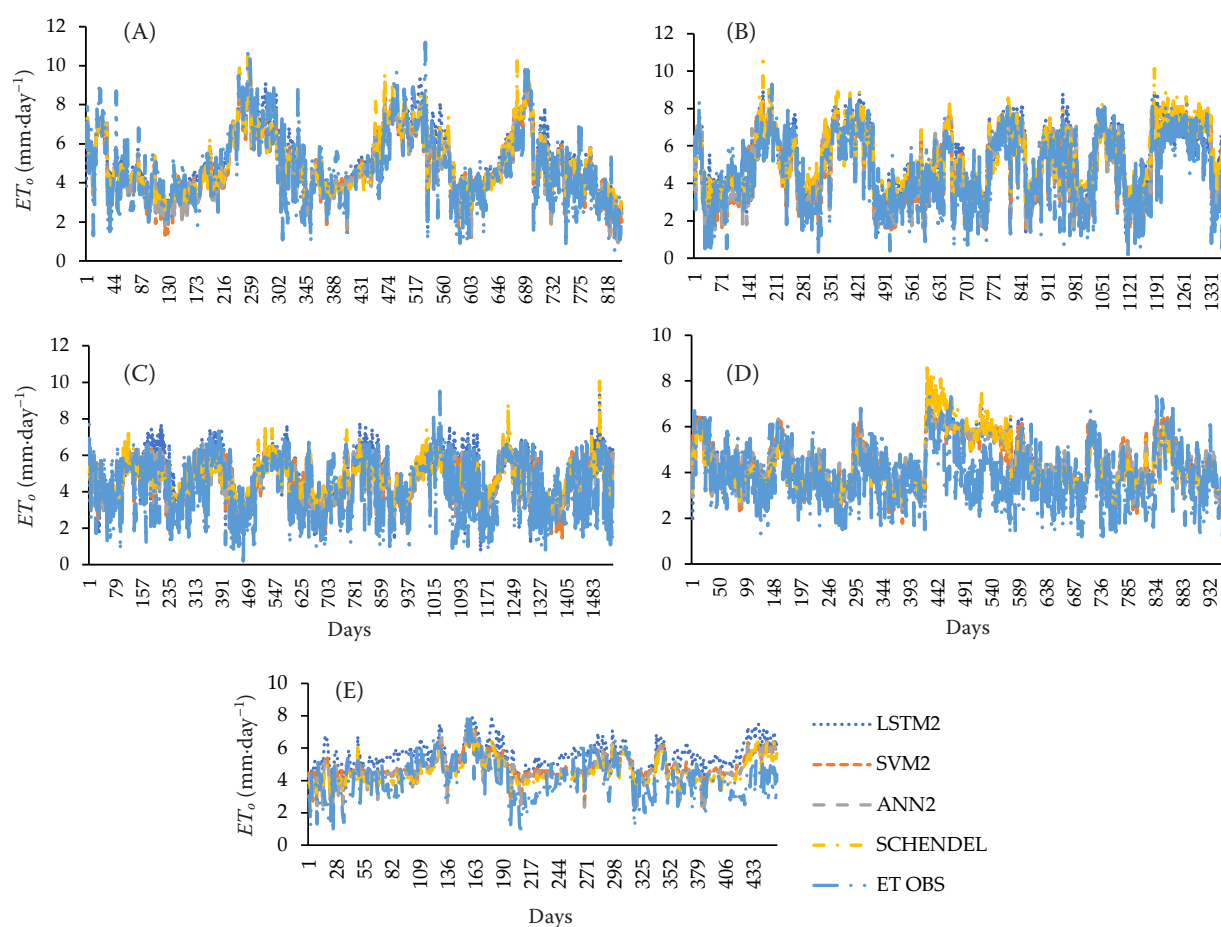 (A)
ET_o (mm·day⁻¹)
12
10
8
6
4
2
0
1 44 87 130 173 216 259 302 345 388 431 474 517 560 603 646 689 732 775 818
(B)
12
10
8
6
4
2
0
1 71 141 211 281 351 421 491 561 631 701 771 841 911 981 1051 1121 1191 1261 1331
(C)
ET_o (mm·day⁻¹)
12
10
8
6
4
2
0
1 79 157 235 313 391 469 547 625 703 781 859 937 1015 1093 1171 1249 1327 1405 1483
Days
(D)
10
8
6
4
2
0
1 50 99 148 197 246 295 344 393 442 491 540 589 638 687 736 785 834 883 932
Days
(E)
ET_o (mm·day⁻¹)
10
8
6
4
2
0
1 28 55 82 109 136 163 190 217 244 271 298 325 352 379 406 433
Days
LSTM2
SVM2
ANN2
SCHENDEL
ET OBS